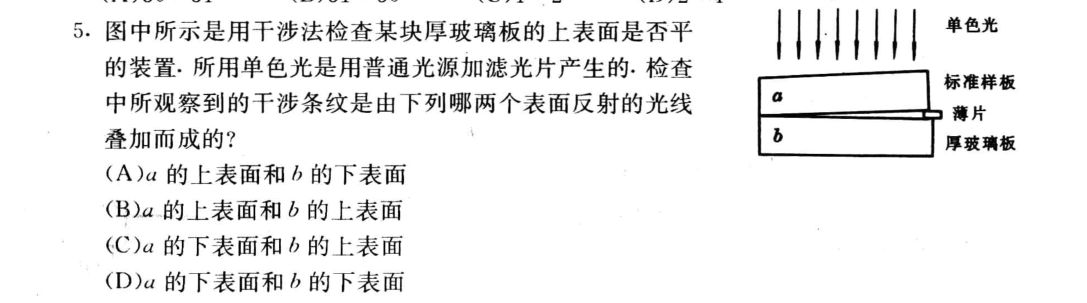 5. 图中所示是用干涉法检查某块厚玻璃板的上表面是否平
的装置. 所用单色光是用普通光源加滤光片产生的. 检查
中所观察到的干涉条纹是由下列哪两个表面反射的光线
叠加而成的?
(A)a 的上表面和 b 的下表面
(B)a 的上表面和 b 的上表面
(C)a 的下表面和 b 的上表面
(D)a 的下表面和 b 的下表面
单色光
标准样板
a
薄片
b
厚玻璃板